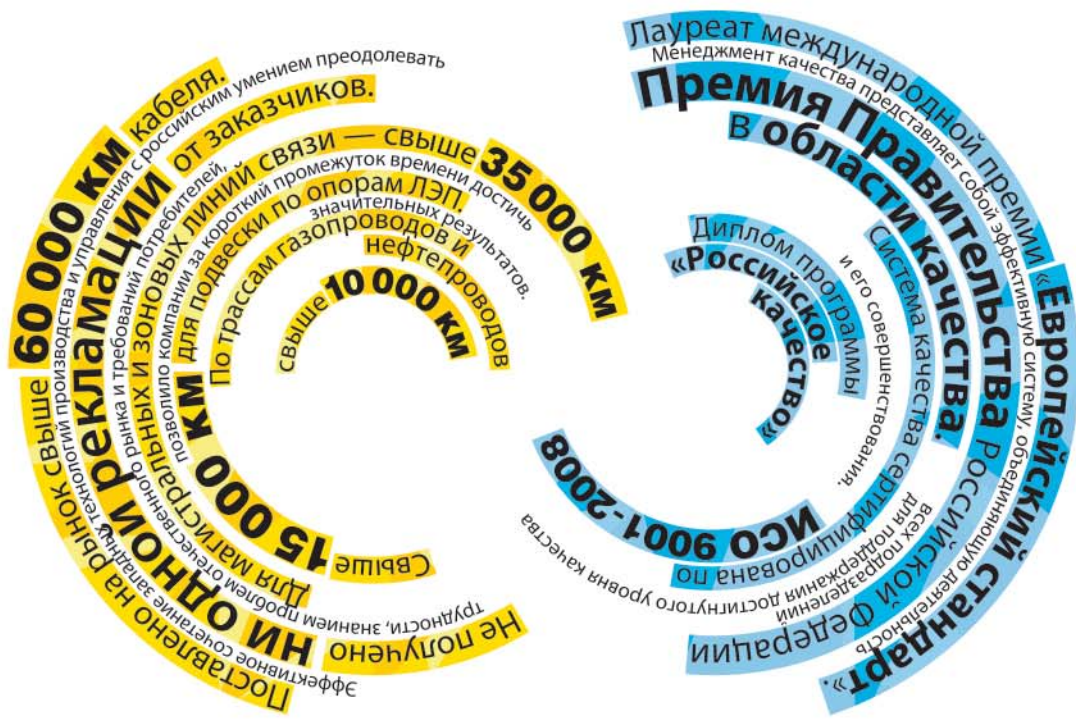 Поставлено на рынок свыше 60 000 км кабеля.
Эффективное сочетание западных технологий производства и управления с российским умением преодолевать
трудности, знанием проблем отечественного рынка и требований потребителей,
позволило компании за короткий промежуток времени достичь
значительных результатов.
Не получено ни одной рекламации от заказчиков.
Для магистральных и зоновых линий связи — свыше 35 000 км
Свыше 15 000 км для подвески по опорам ЛЭП.
По трассам газопроводов и
нефтепроводов
свыше 10 000 км
Лауреат международной премии «Европейский стандарт».
Менеджмент качества представляет собой эффективную систему, объединяющую деятельность
всех подразделений
для поддержания достигнутого уровня качества
и его совершенствования.
Премия Правительства Российской Федерации
в области качества.
Система качества сертифицирована по
ИСО 9001-2008
Диплом программы
«Российское
качество»